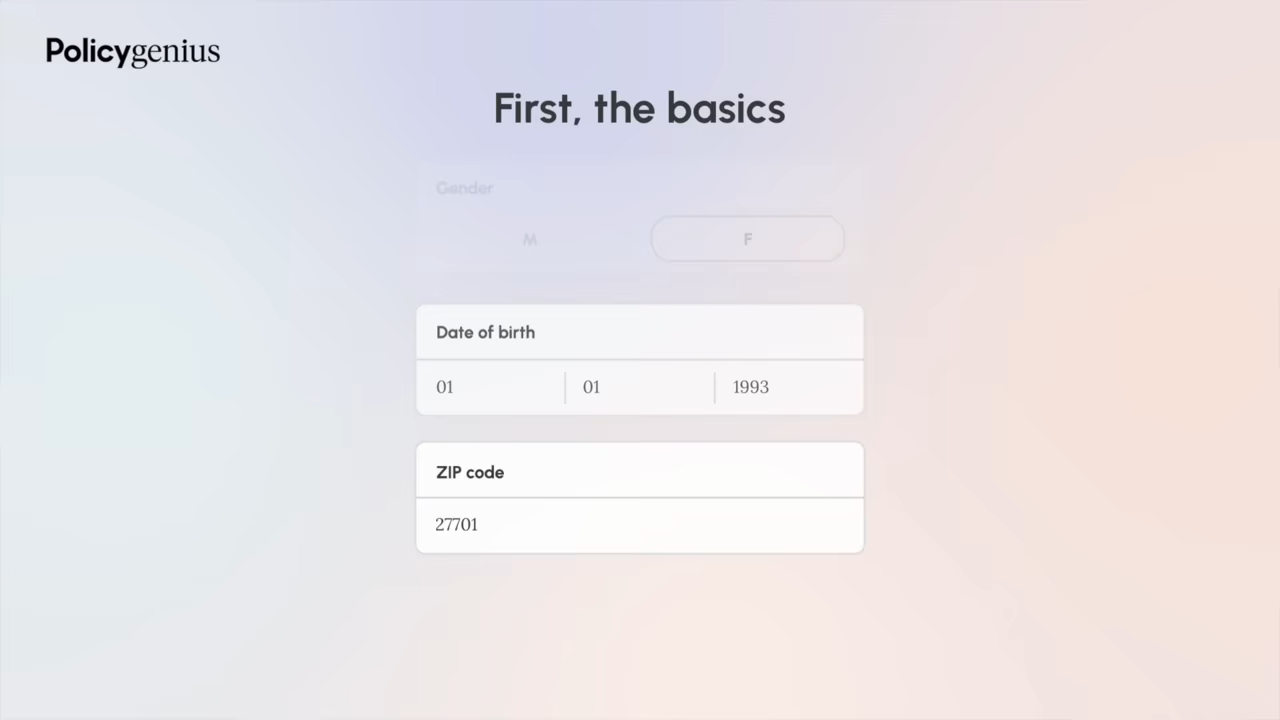 Policygenius
First, the basics
Gender
M F
Date of birth
01 01 1993
ZIP code
27701